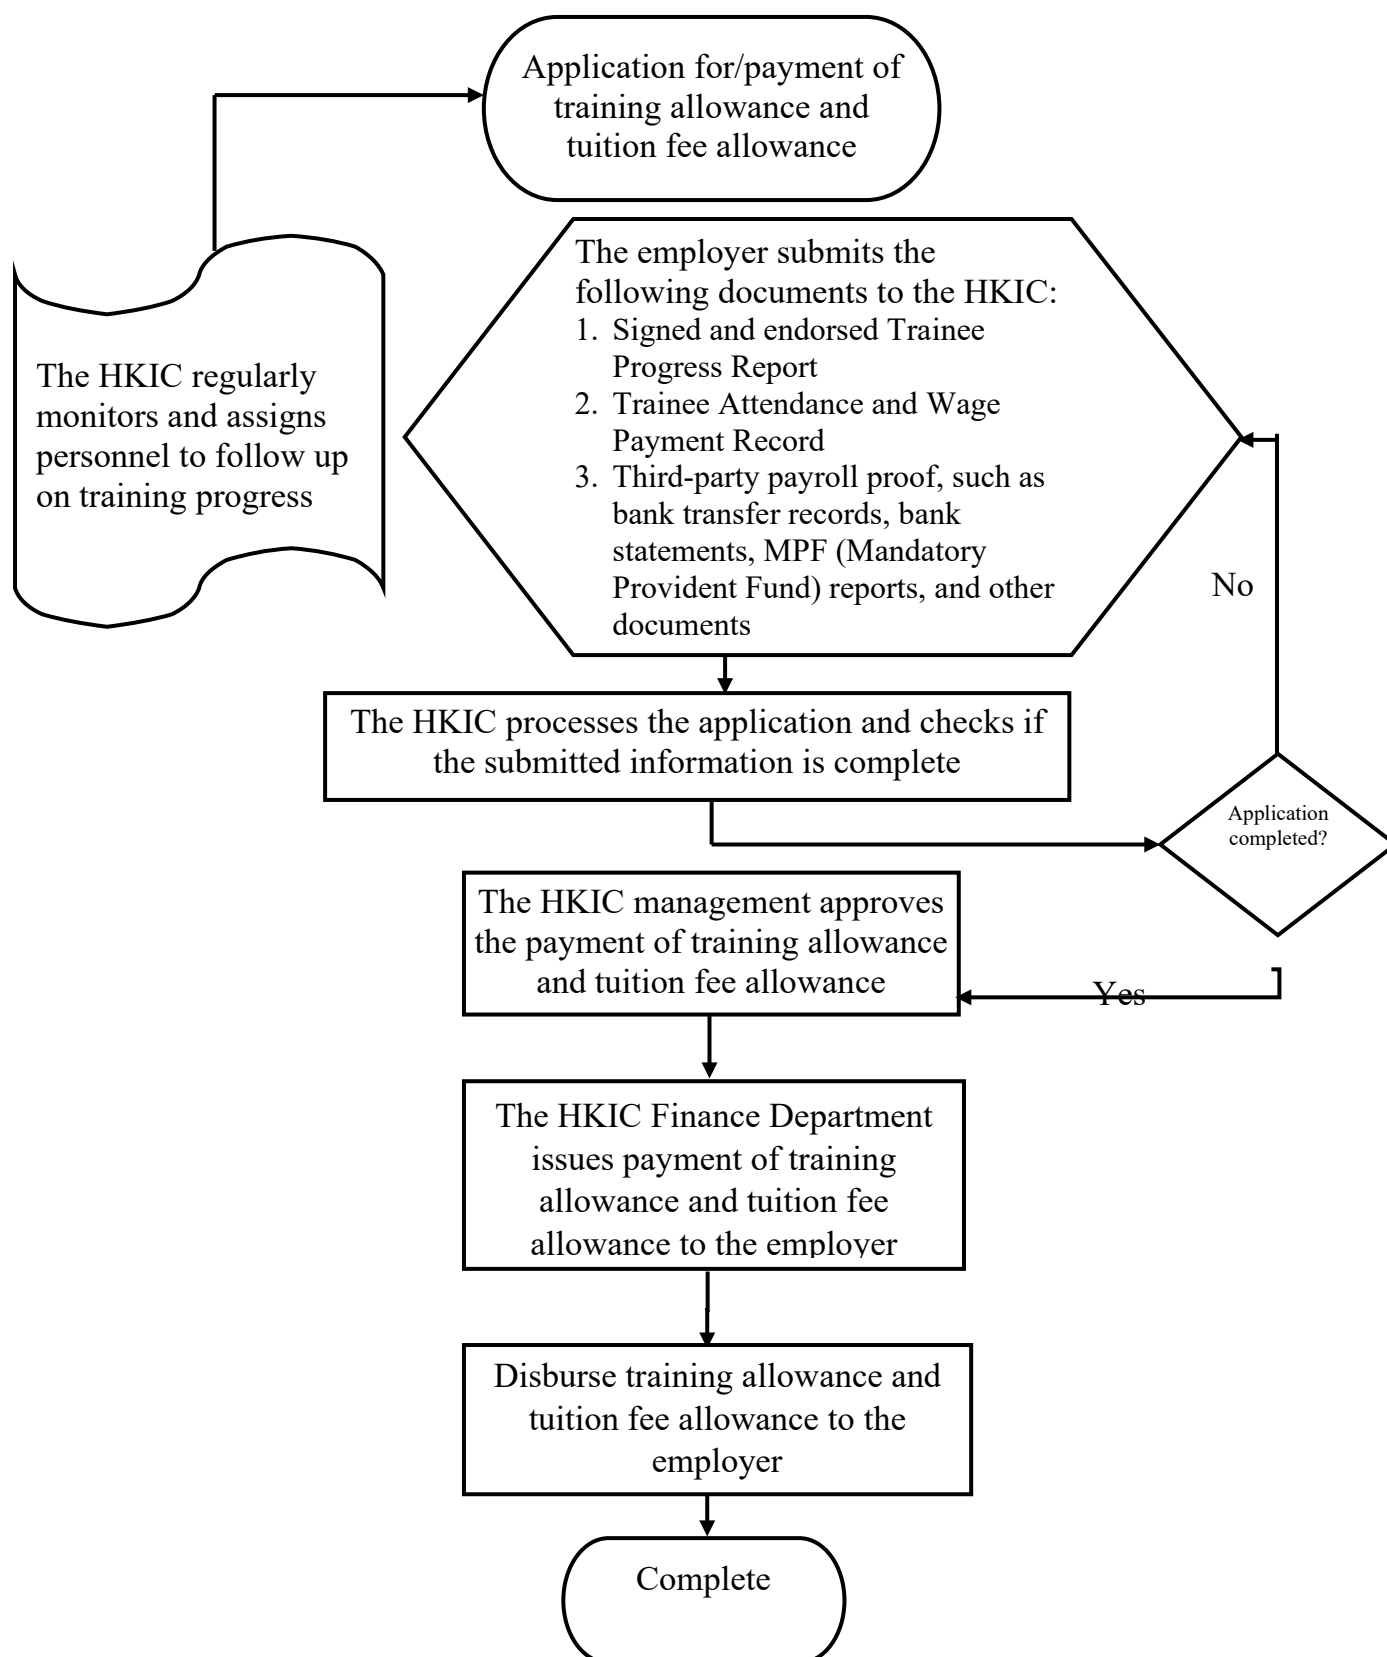 Application for/payment of
training allowance and
tuition fee allowance
The HKIC regularly
monitors and assigns
personnel to follow up
on training progress
The employer submits the
following documents to the HKIC:
1. Signed and endorsed Trainee
Progress Report
2. Trainee Attendance and Wage
Payment Record
3. Third-party payroll proof, such as
bank transfer records, bank
statements, MPF (Mandatory
Provident Fund) reports, and other
documents
No
The HKIC processes the application and checks if
the submitted information is complete
Application
completed?
The HKIC management approves
the payment of training allowance
and tuition fee allowance
Yes
The HKIC Finance Department
issues payment of training
allowance and tuition fee
allowance to the employer
Disburse training allowance and
tuition fee allowance to the
employer
Complete